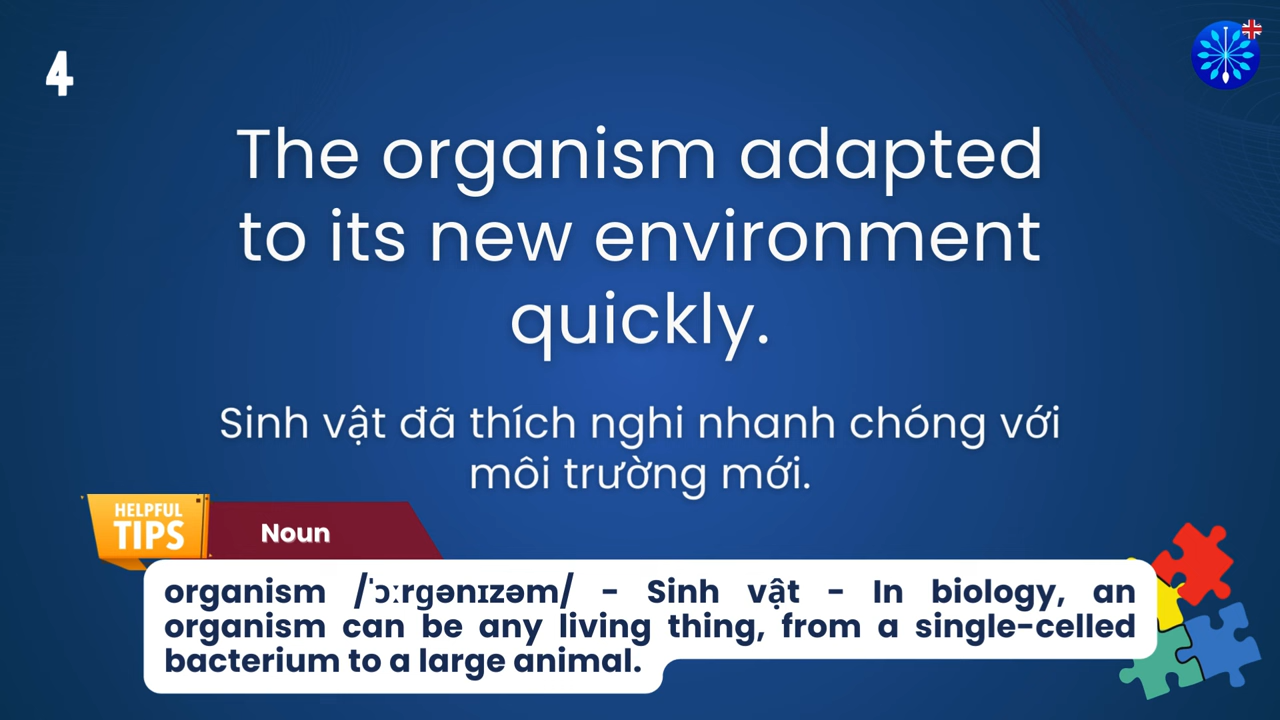 4
The organism adapted
to its new environment
quickly.
Sinh vật đã thích nghi nhanh chóng với
môi trường mới.
HELPFUL
TIPS
Noun
organism /ˈɔːrɡənɪzəm/ - Sinh vật - In biology, an
organism can be any living thing, from a single-celled
bacterium to a large animal.